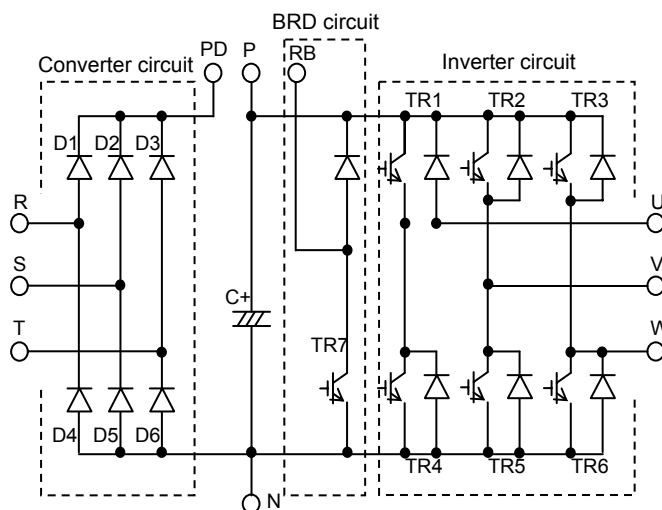 BRD circuit
PD P RB
Converter circuit Inverter circuit
TR1 TR2 TR3
D1 D2 D3
R U
S V
C+
T W
TR7
D4 D5 D6 TR4 TR5 TR6
N